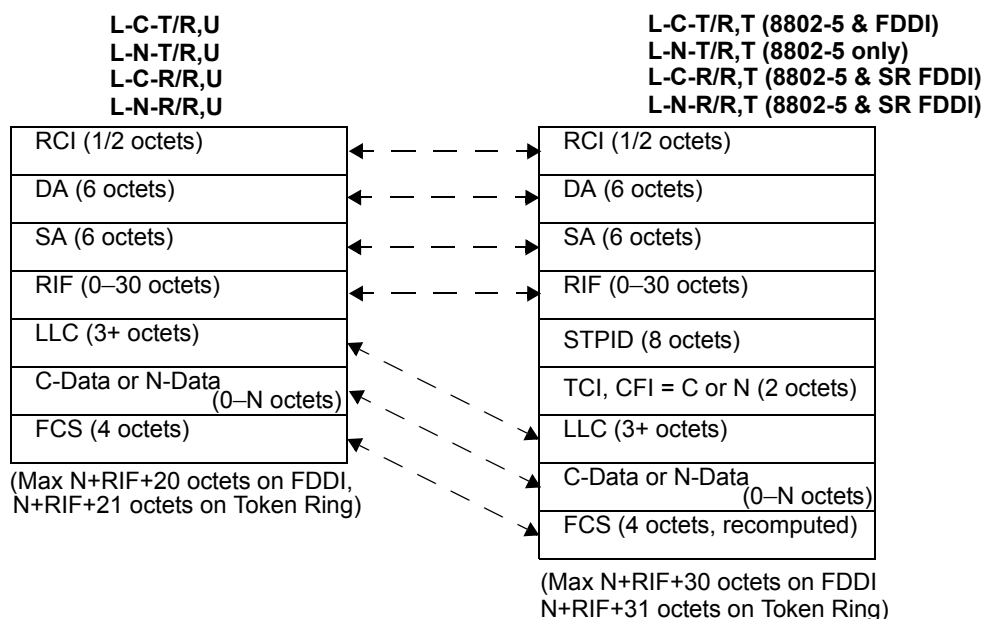 L-C-T/R,U
L-N-T/R,U
L-C-R/R,U
L-N-R/R,U
RCI (1/2 octets)
DA (6 octets)
SA (6 octets)
RIF (0–30 octets)
LLC (3+ octets)
C-Data or N-Data
(0–N octets)
FCS (4 octets)
(Max N+RIF+20 octets on FDDI,
N+RIF+21 octets on Token Ring)
L-C-T/R,T (8802-5 & FDDI)
L-N-T/R,T (8802-5 only)
L-C-R/R,T (8802-5 & SR FDDI)
L-N-R/R,T (8802-5 & SR FDDI)
RCI (1/2 octets)
DA (6 octets)
SA (6 octets)
RIF (0–30 octets)
STPID (8 octets)
TCI, CFI = C or N (2 octets)
LLC (3+ octets)
C-Data or N-Data
(0–N octets)
FCS (4 octets, recomputed)
(Max N+RIF+30 octets on FDDI
N+RIF+31 octets on Token Ring)